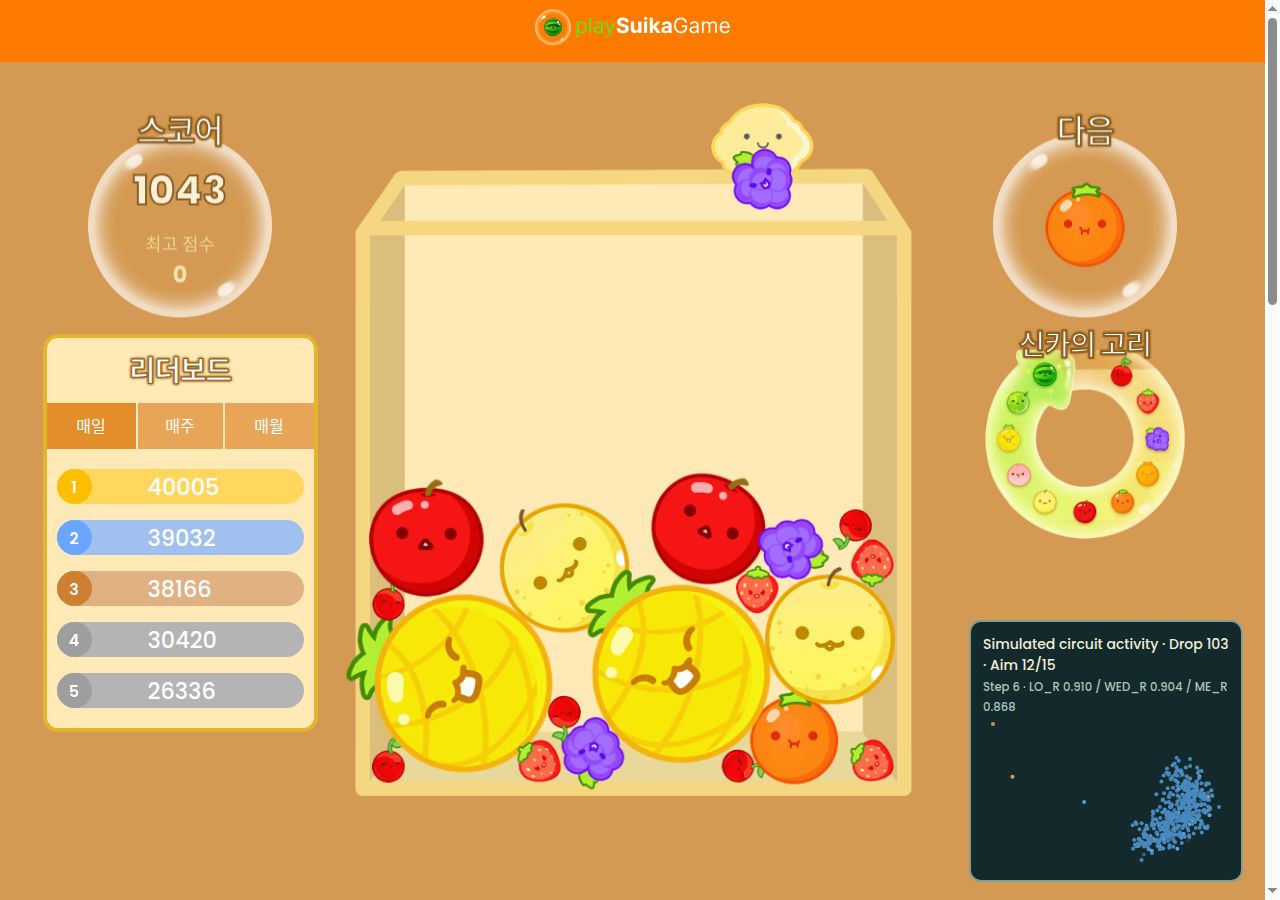 playSuikaGame
스코어
1043
최고 점수
0
다음
신카의 고리
리더보드
매일 매주 매월
1 40005
2 39032
3 38166
4 30420
5 26336
Simulated circuit activity · Drop 103
· Aim 12/15
Step 6 · LO_R 0.910 / WED_R 0.904 / ME_R
0.868